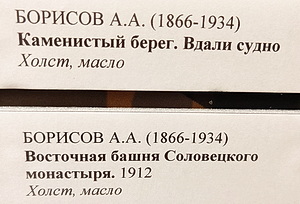 БОРИСОВ А.А. (1866-1934)
Каменистый берег. Вдали судно
Холст, масло
БОРИСОВ А.А. (1866-1934)
Восточная башня Соловецкого
монастыря. 1912
Холст, масло